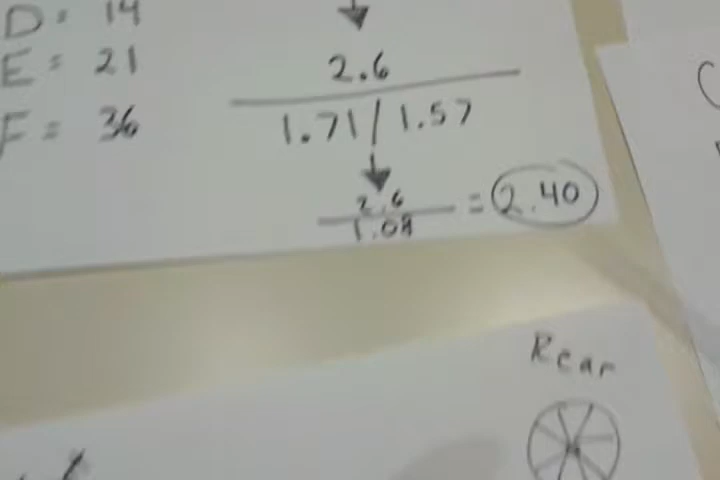 D= 14
E= 21
F= 36
2.6
1.71/1.57
2.6
1.09
= 2.40
Rear